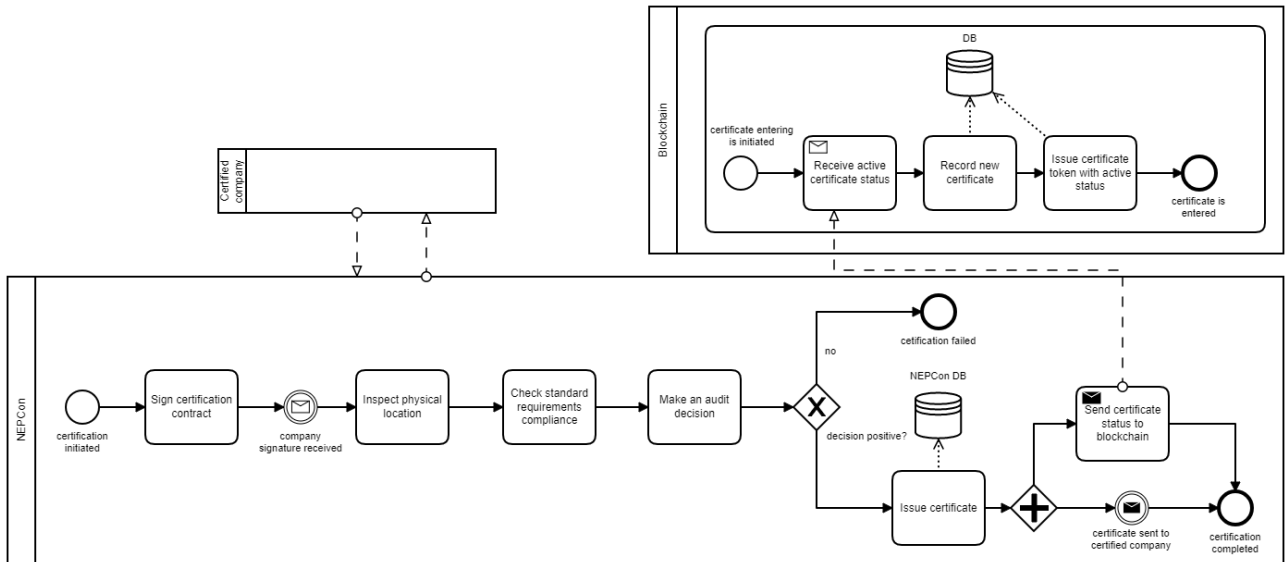 DB
Blockchain
certificate entering
is initiated
Receive active
certificate status
Record new
certificate
Issue certificate
token with active
status
certificate is
entered
Certified
company
NEPCon
certification
initiated
Sign certification
contract
company
signature received
Inspect physical
location
Check standard
requirements
compliance
Make an audit
decision
no
cetification failed
decision positive?
NEPCon DB
Issue certificate
Send certificate
status to
blockchain
certificate sent to
certified company
certification
completed